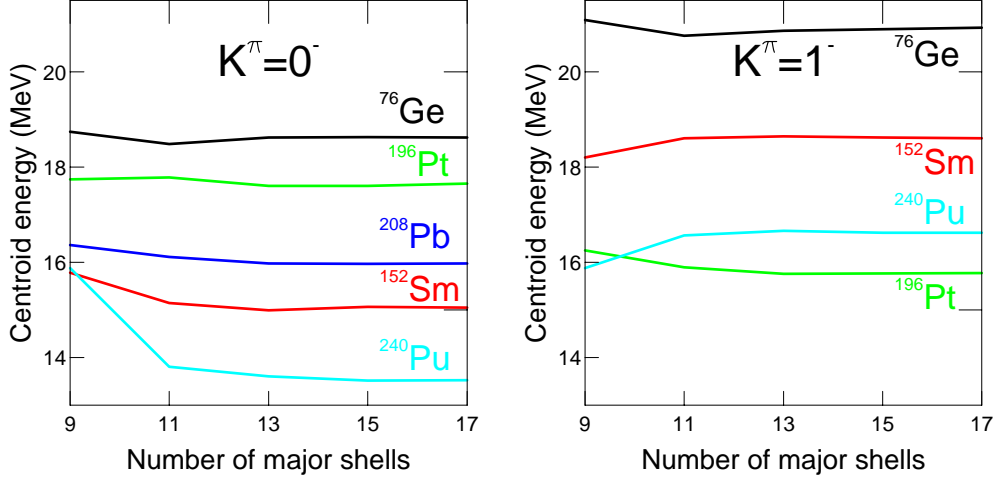 K^π=0^-
^76Ge
^196Pt
^208Pb
^152Sm
^240Pu
20
18
16
14
9 11 13 15 17
Number of major shells
Centroid energy (MeV)
K^π=1^-
^76Ge
^152Sm
^240Pu
^196Pt
20
18
16
14
9 11 13 15 17
Number of major shells
Centroid energy (MeV)